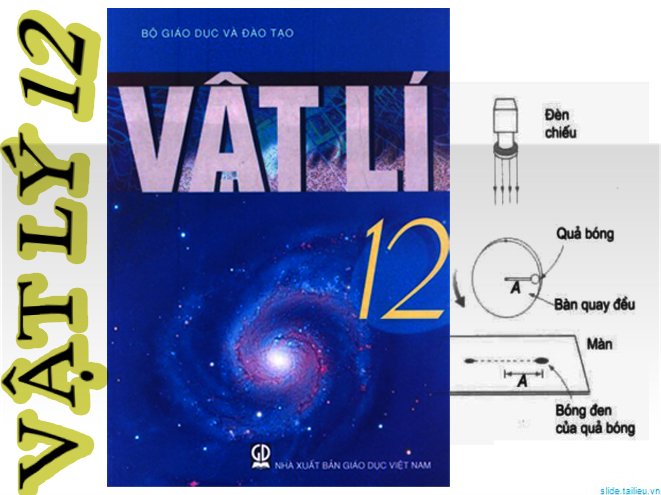 VẬT LÝ 12
BỘ GIÁO DỤC VÀ ĐÀO TẠO
VẬT LÍ
12
GD
NHÀ XUẤT BẢN GIÁO DỤC VIỆT NAM
Đèn
chiếu
Quả bóng
A
Bàn quay đều
Màn
A
Bóng đen
của quả bóng
slide.tailieu.vn